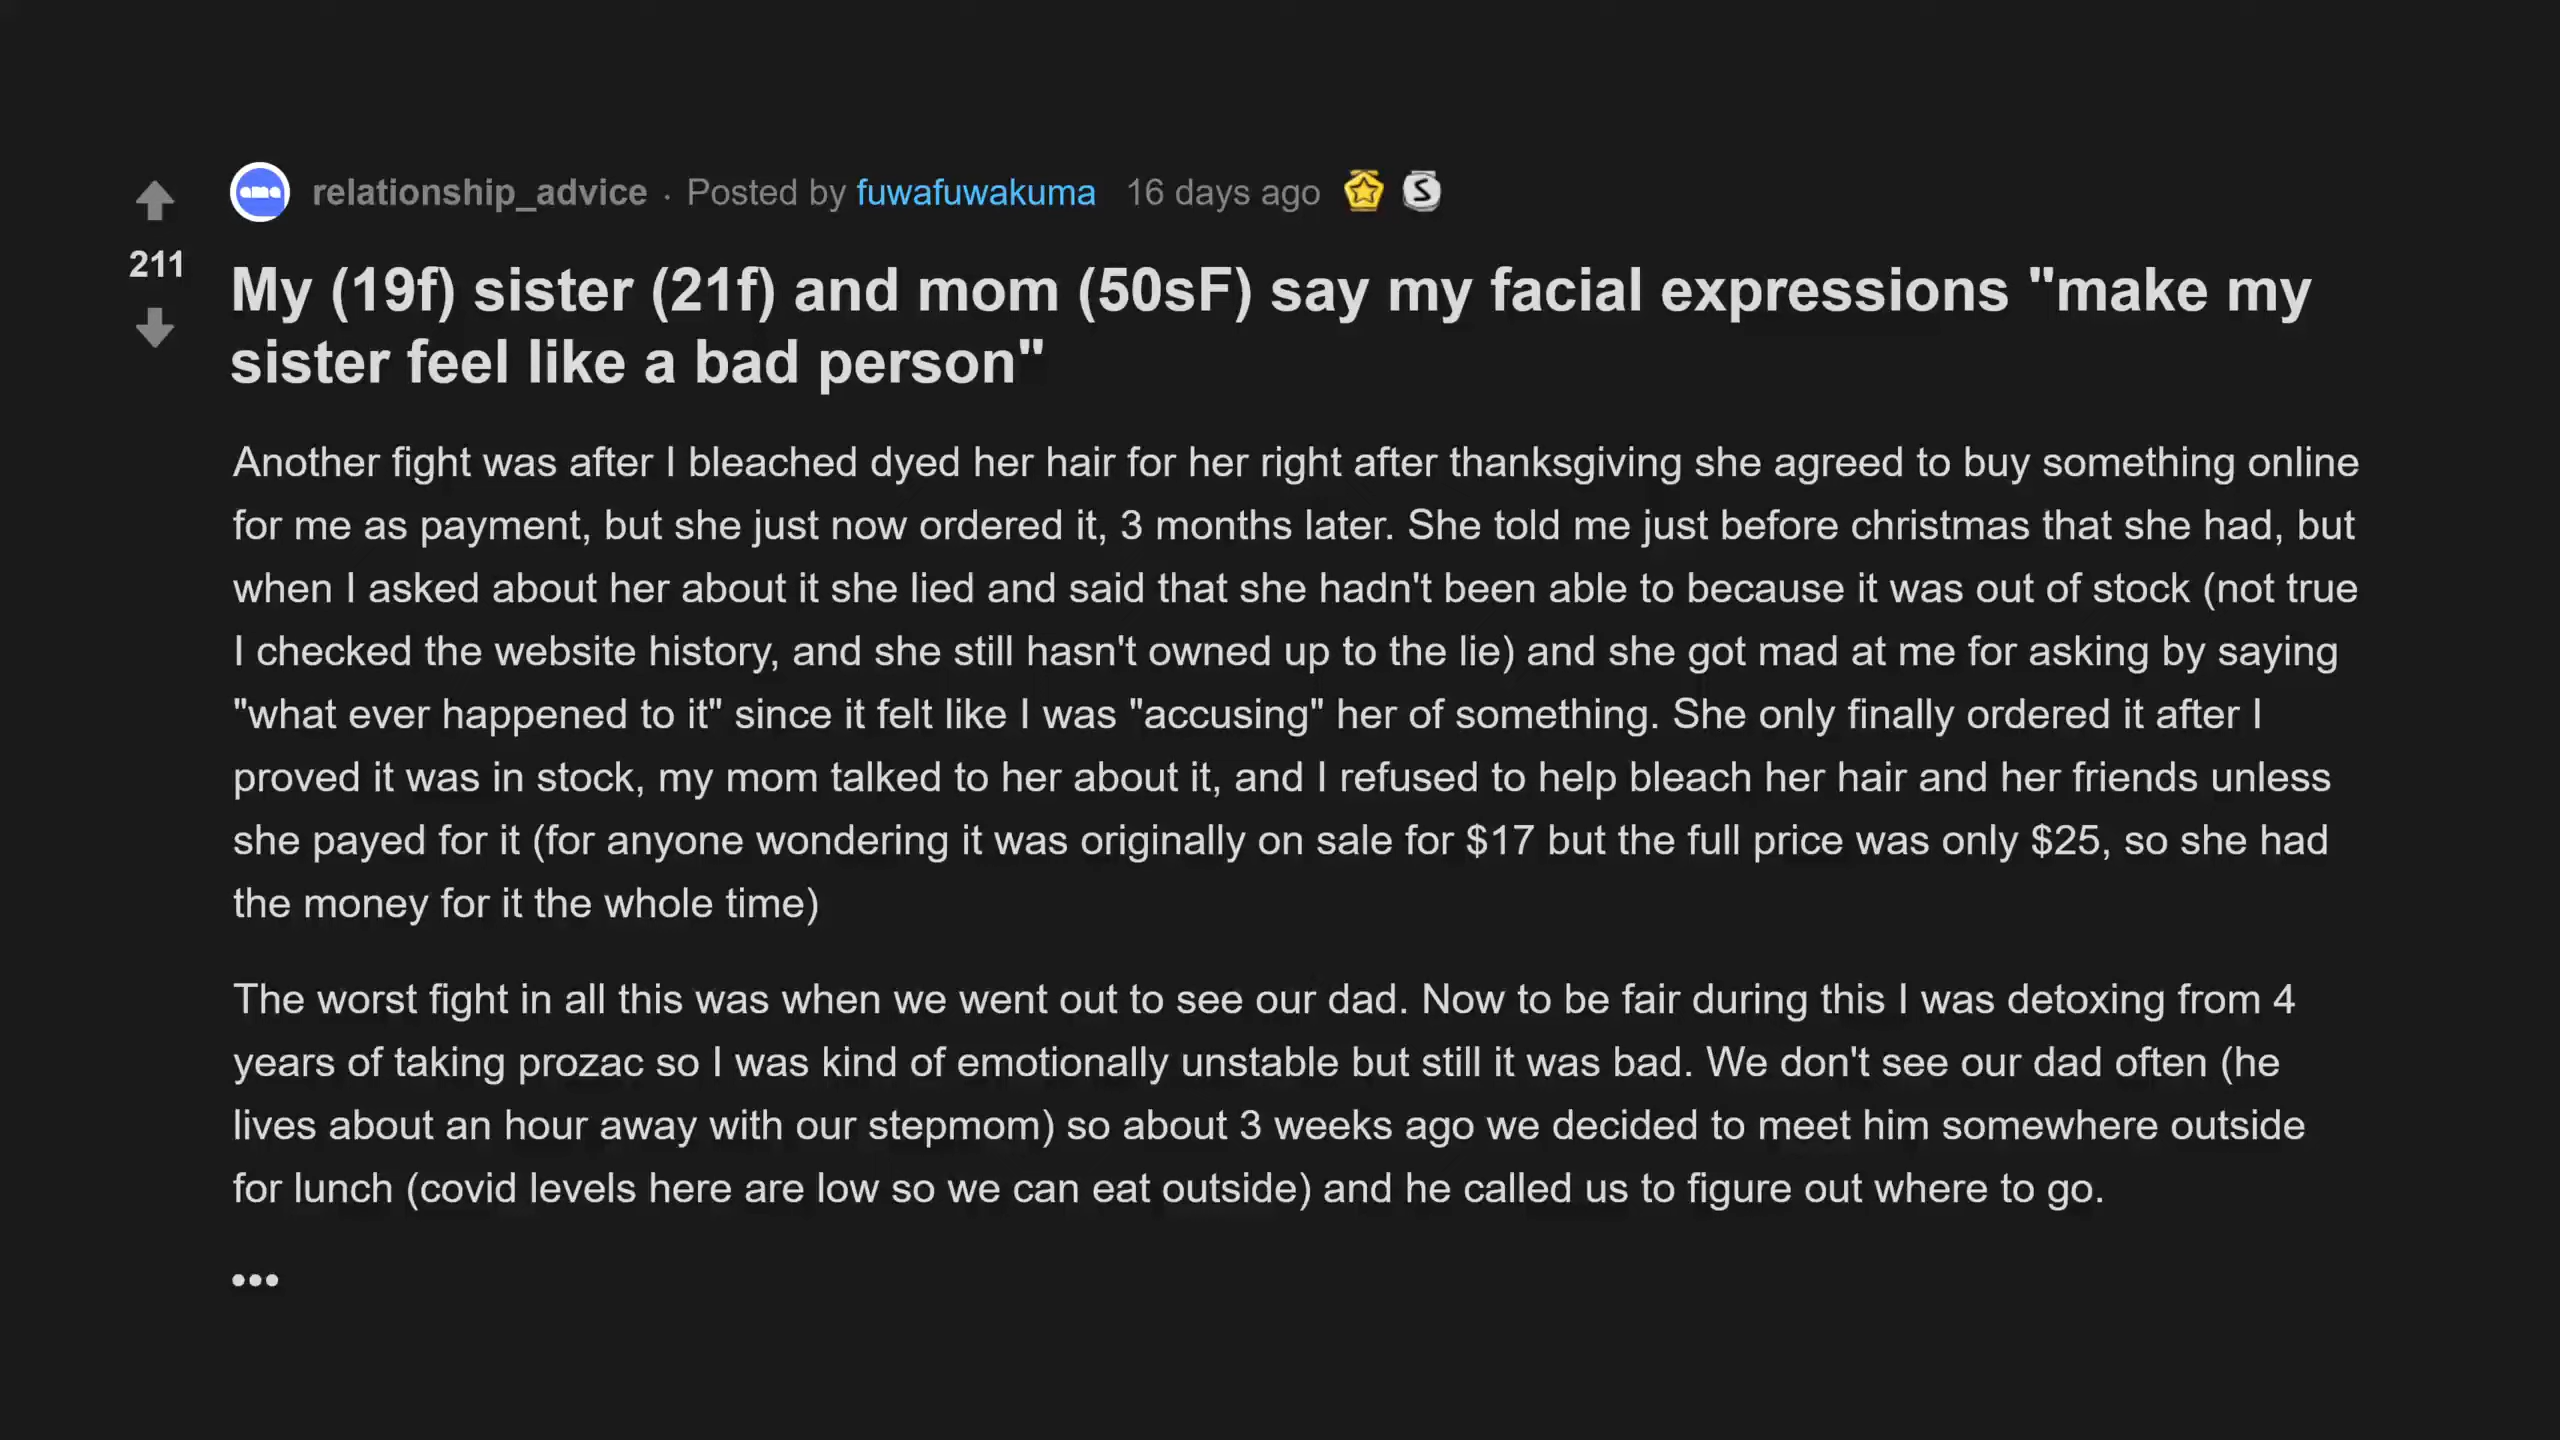 relationship_advice · Posted by fuwafuwakuma 16 days ago
211
My (19f) sister (21f) and mom (50sF) say my facial expressions "make my
sister feel like a bad person"
Another fight was after I bleached dyed her hair for her right after thanksgiving she agreed to buy something online
for me as payment, but she just now ordered it, 3 months later. She told me just before christmas that she had, but
when I asked about her about it she lied and said that she hadn't been able to because it was out of stock (not true
I checked the website history, and she still hasn't owned up to the lie) and she got mad at me for asking by saying
"what ever happened to it" since it felt like I was "accusing" her of something. She only finally ordered it after I
proved it was in stock, my mom talked to her about it, and I refused to help bleach her hair and her friends unless
she payed for it (for anyone wondering it was originally on sale for $17 but the full price was only $25, so she had
the money for it the whole time)
The worst fight in all this was when we went out to see our dad. Now to be fair during this I was detoxing from 4
years of taking prozac so I was kind of emotionally unstable but still it was bad. We don't see our dad often (he
lives about an hour away with our stepmom) so about 3 weeks ago we decided to meet him somewhere outside
for lunch (covid levels here are low so we can eat outside) and he called us to figure out where to go.
•••